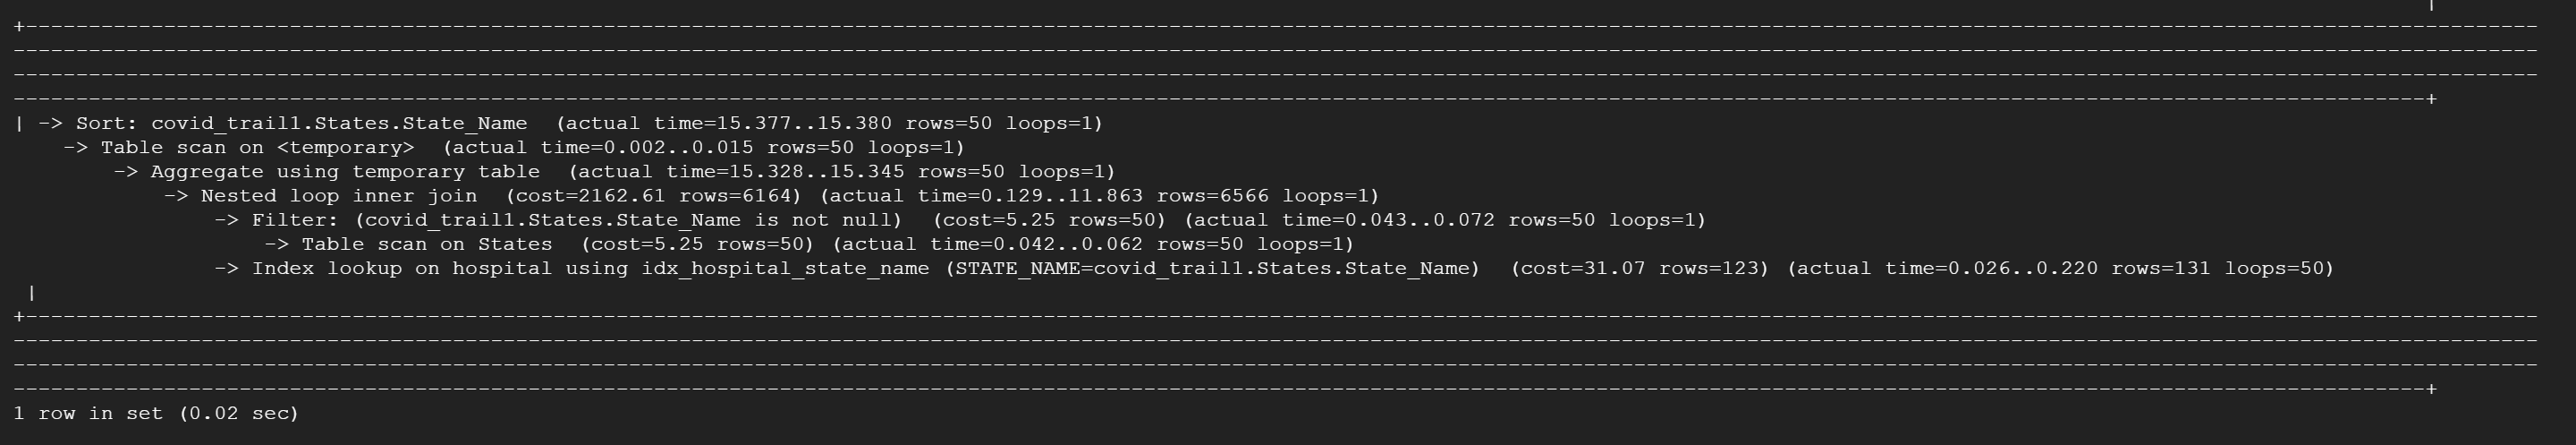 |
+---------------------------------------------------------------------------------------------------------------------------------------------------------------------------------------------------------
---------------------------------------------------------------------------------------------------------------------------------------------------------------------------------------------------------
---------------------------------------------------------------------------------------------------------------------------------------------------------------------------------------------------------
------------------------------------------------------------------------------------------------------------------------------------------------------------------------------------------------+
| -> Sort: covid_trail1.States.State_Name  (actual time=15.377..15.380 rows=50 loops=1)
    -> Table scan on <temporary>  (actual time=0.002..0.015 rows=50 loops=1)
        -> Aggregate using temporary table  (actual time=15.328..15.345 rows=50 loops=1)
            -> Nested loop inner join  (cost=2162.61 rows=6164) (actual time=0.129..11.863 rows=6566 loops=1)
                -> Filter: (covid_trail1.States.State_Name is not null)  (cost=5.25 rows=50) (actual time=0.043..0.072 rows=50 loops=1)
                    -> Table scan on States  (cost=5.25 rows=50) (actual time=0.042..0.062 rows=50 loops=1)
                -> Index lookup on hospital using idx_hospital_state_name (STATE_NAME=covid_trail1.States.State_Name)  (cost=31.07 rows=123) (actual time=0.026..0.220 rows=131 loops=50)
 |
+---------------------------------------------------------------------------------------------------------------------------------------------------------------------------------------------------------
---------------------------------------------------------------------------------------------------------------------------------------------------------------------------------------------------------
---------------------------------------------------------------------------------------------------------------------------------------------------------------------------------------------------------
------------------------------------------------------------------------------------------------------------------------------------------------------------------------------------------------+
1 row in set (0.02 sec)